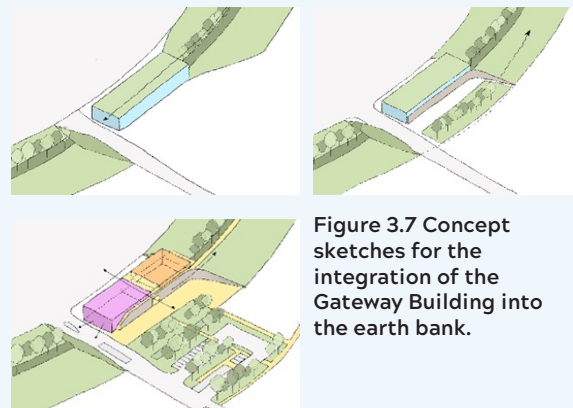 Figure 3.7 Concept
sketches for the
integration of the
Gateway Building into
the earth bank.